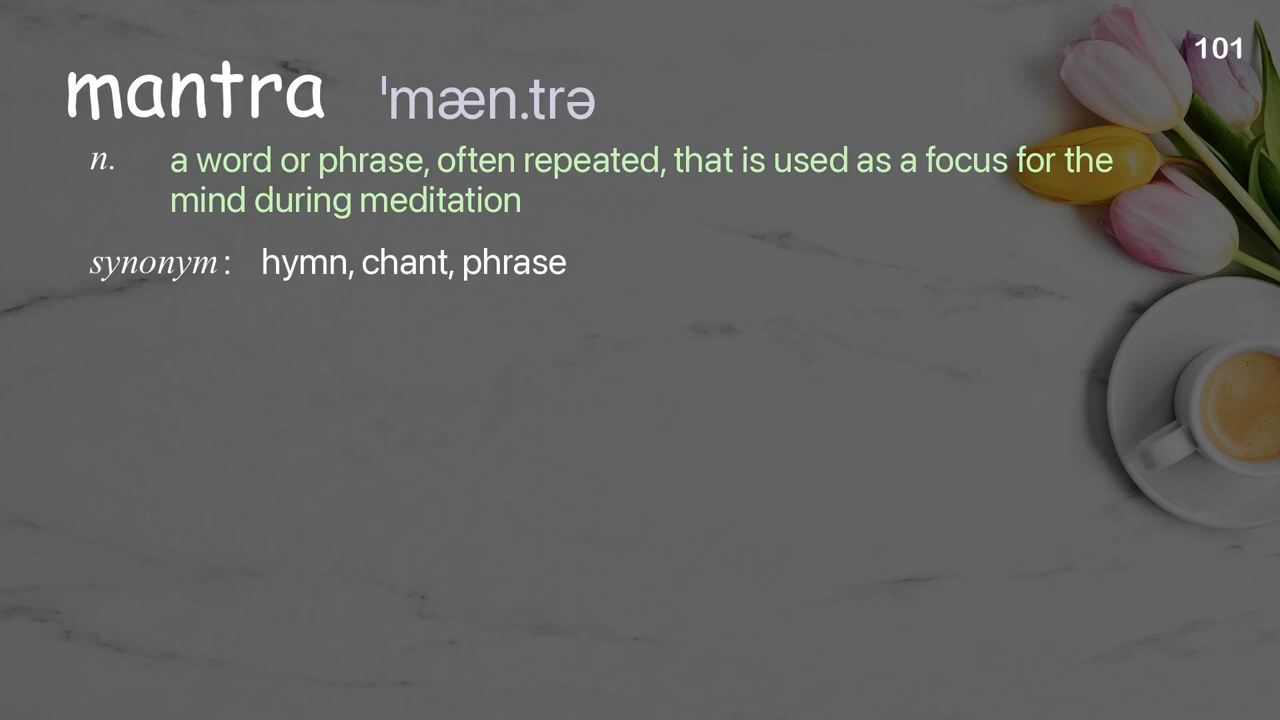 101
mantra ˈmæn.trə
n. a word or phrase, often repeated, that is used as a focus for the
mind during meditation
synonym : hymn, chant, phrase